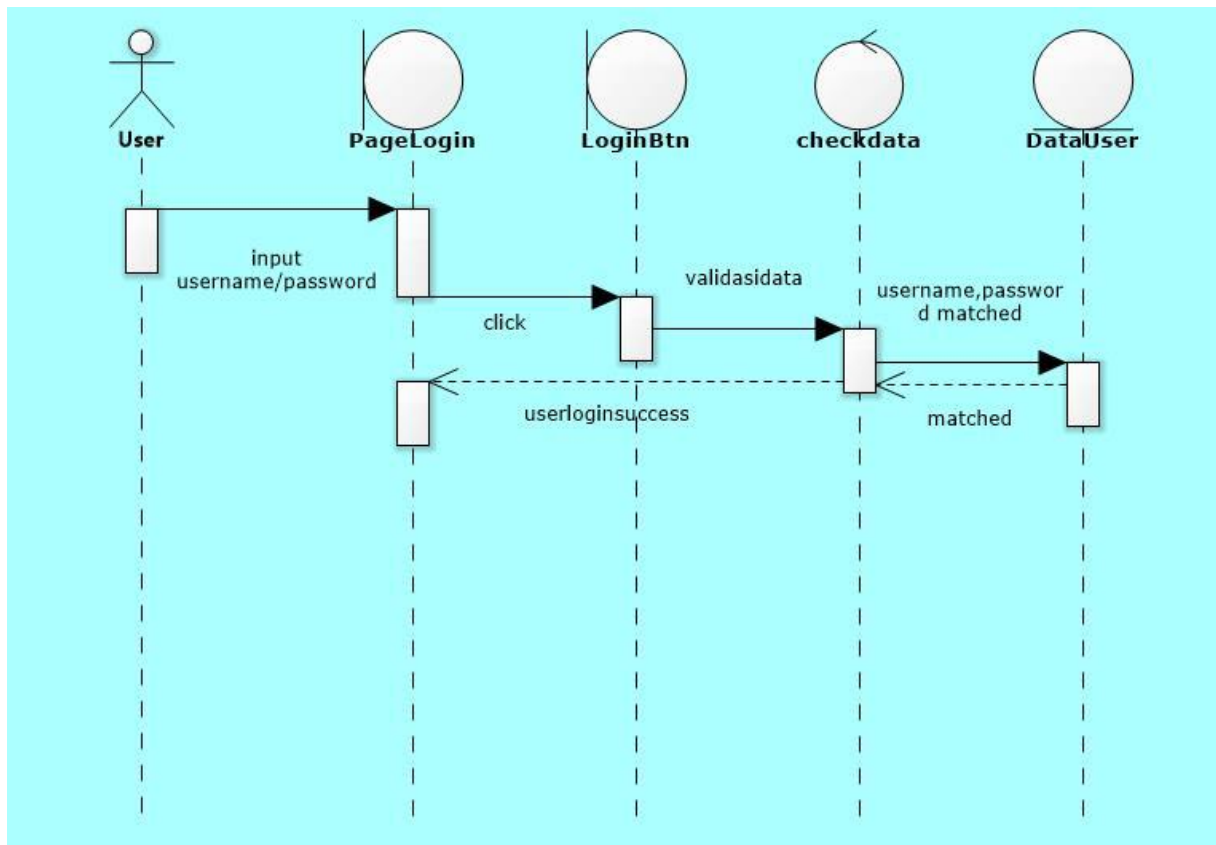 User
PageLogin
LoginBtn
checkdata
DataUser
input
username/password
validasidata
username,passwor
d matched
click
userloginsuccess
matched